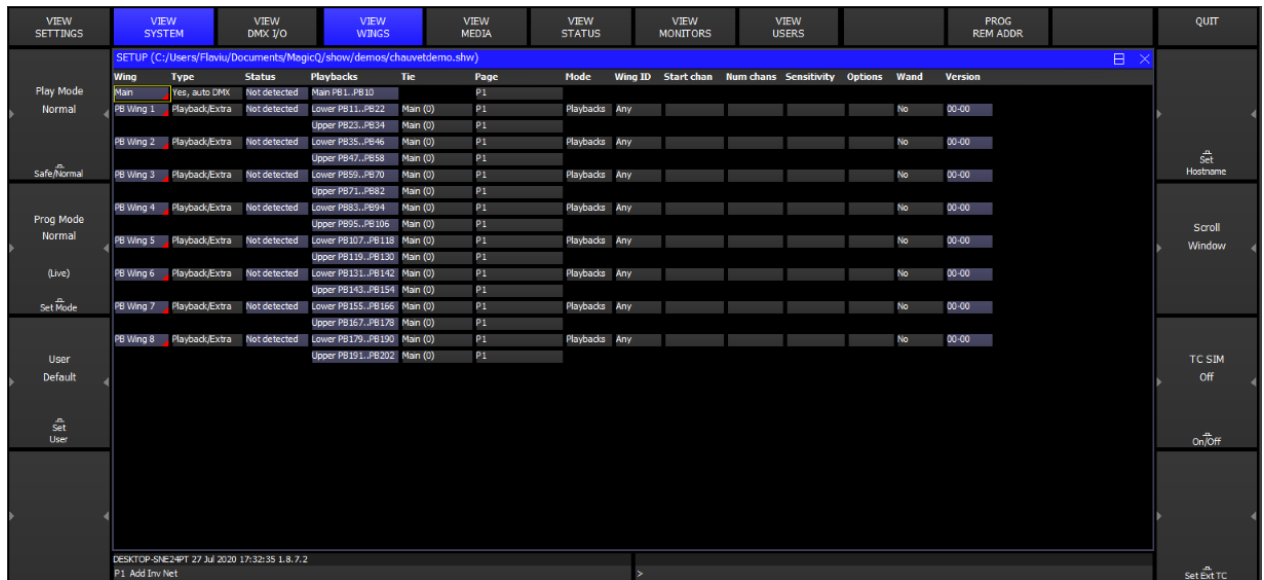 VIEW SETTINGS
VIEW SYSTEM
VIEW DMX I/O
VIEW WINGS
VIEW MEDIA
VIEW STATUS
VIEW MONITORS
VIEW USERS
PROG REM ADDR
QUIT
SETUP (C:/Users/Flaviu/Documents/MagicQ/show/demos/chauvetdemo.shw)
Wing Type Status Playbacks Tie Page Mode Wing ID Start chan Num chans Sensitivity Options Wand Version
Main Yes, auto DMX Not detected Main PB1..PB10 P1
PB Wing 1 Playback/Extra Not detected Lower PB11..PB22 Main (0) P1 Playbacks Any No 00-00
Upper PB23..PB34 Main (0) P1
PB Wing 2 Playback/Extra Not detected Lower PB35..PB46 Main (0) P1 Playbacks Any No 00-00
Upper PB47..PB58 Main (0) P1
PB Wing 3 Playback/Extra Not detected Lower PB59..PB70 Main (0) P1 Playbacks Any No 00-00
Upper PB71..PB82 Main (0) P1
PB Wing 4 Playback/Extra Not detected Lower PB83..PB94 Main (0) P1 Playbacks Any No 00-00
Upper PB95..PB106 Main (0) P1
PB Wing 5 Playback/Extra Not detected Lower PB107..PB118 Main (0) P1 Playbacks Any No 00-00
Upper PB119..PB130 Main (0) P1
PB Wing 6 Playback/Extra Not detected Lower PB131..PB142 Main (0) P1 Playbacks Any No 00-00
Upper PB143..PB154 Main (0) P1
PB Wing 7 Playback/Extra Not detected Lower PB155..PB166 Main (0) P1 Playbacks Any No 00-00
Upper PB167..PB178 Main (0) P1
PB Wing 8 Playback/Extra Not detected Lower PB179..PB190 Main (0) P1 Playbacks Any No 00-00
Upper PB191..PB202 Main (0) P1
Play Mode
Normal
Safe/Normal
Prog Mode
Normal
(Live)
Set Mode
User
Default
Set
User
Set
Hostname
Scroll
Window
TC SIM
Off
On/Off
Set Ext TC
DESKTOP-SNE24PT 27 Jul 2020 17:32:35 1.8.7.2
P1 Add Inv Net
>